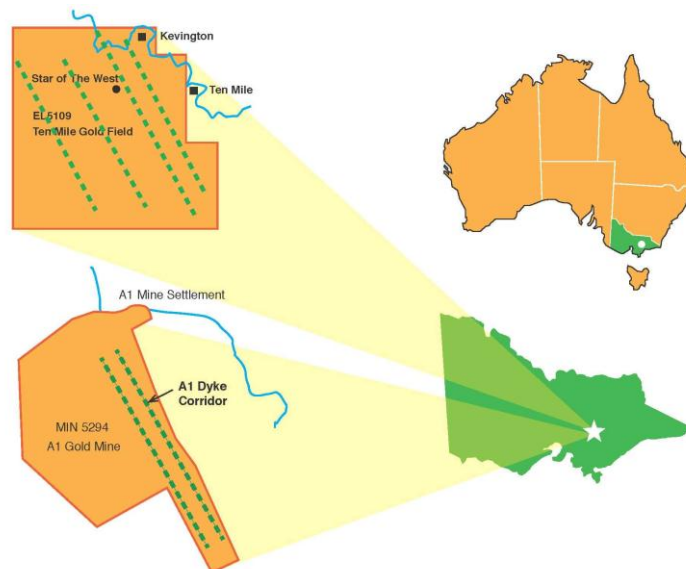 Kevington
Star of The West
Ten Mile
EL5109
Ten Mile Gold Field
A1 Mine Settlement
A1 Dyke
Corridor
MIN 5294
A1 Gold Mine